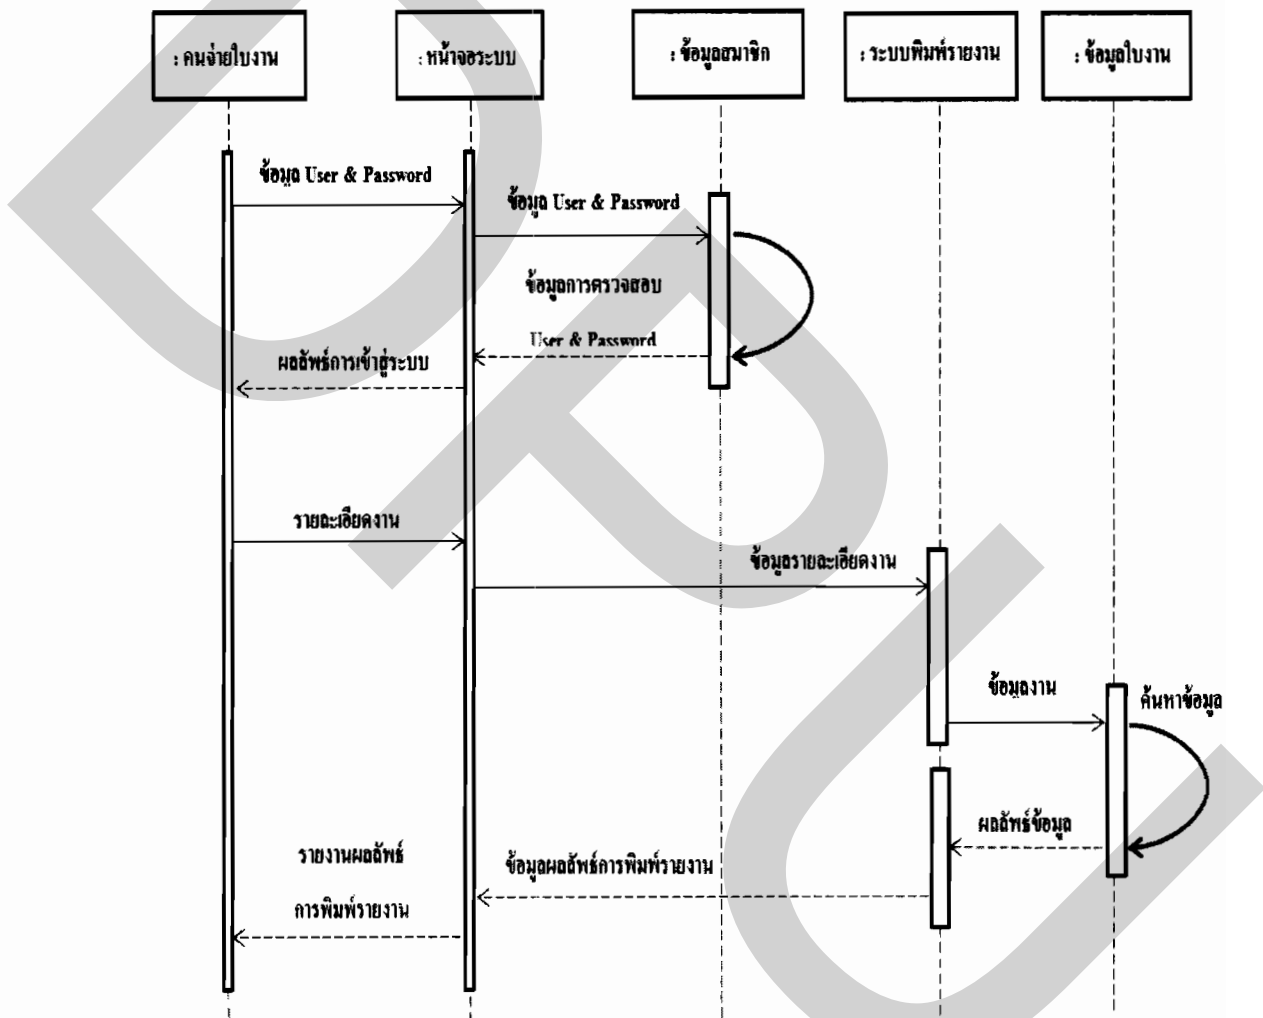 : คนจ่ายใบงาน
: หน้าจอระบบ
: ข้อมูลสมาชิก
: ระบบพิมพ์รายงาน
: ข้อมูลใบงาน
ข้อมูล User & Password
ข้อมูล User & Password
ข้อมูลการตรวจสอบ
User & Password
ผลลัพธ์การเข้าสู่ระบบ
รายละเอียดงาน
ข้อมูลรายละเอียดงาน
ข้อมูลงาน
ค้นหาข้อมูล
ผลลัพธ์ข้อมูล
ข้อมูลผลลัพธ์การพิมพ์รายงาน
รายงานผลลัพธ์
การพิมพ์รายงาน